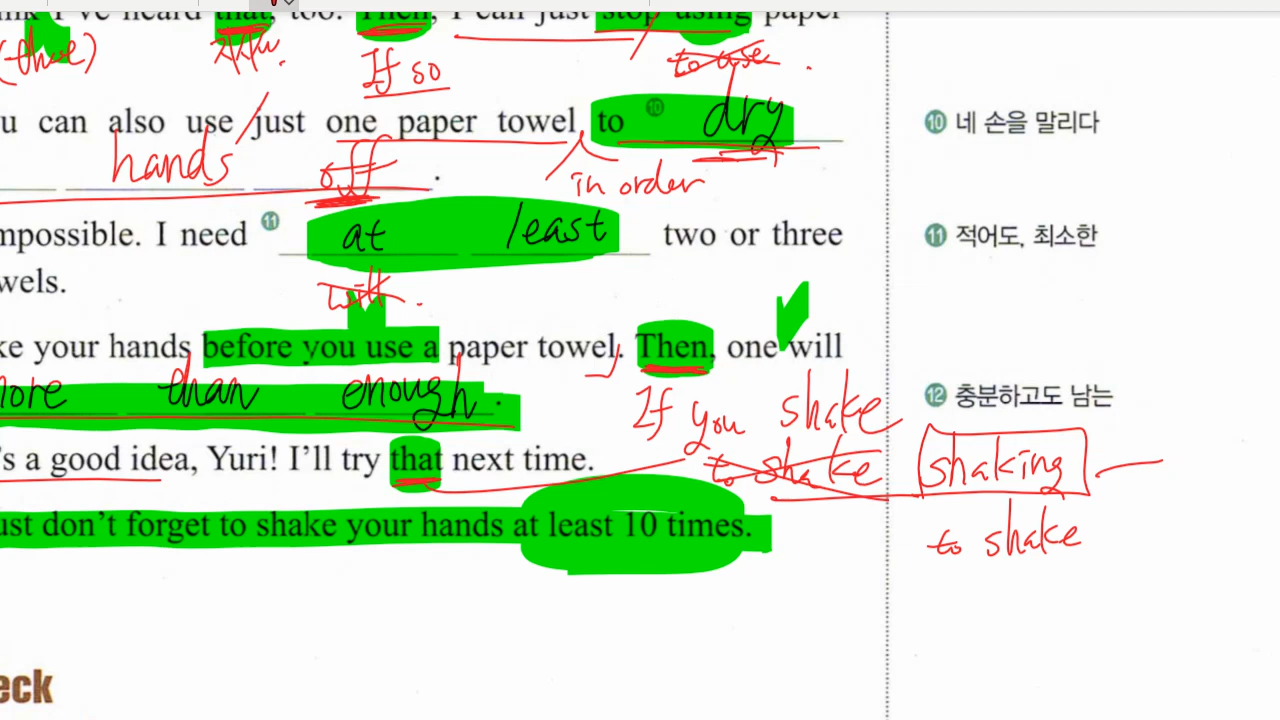 I've heard that, too. Then, I can just stop using paper
(that) If so to use.
u can also use just one paper towel to ⑩ dry ⑩ 네 손을 말리다
hands off. in order
mpossible. I need ⑪ at least two or three ⑪ 적어도, 최소한
wels.
ke your hands before you use a paper towel. Then, one will
ore than enough. ⑫ 충분하고도 남는
If you shake
's a good idea, Yuri! I'll try that next time. to shake shaking
ust don't forget to shake your hands at least 10 times. to shake
eck